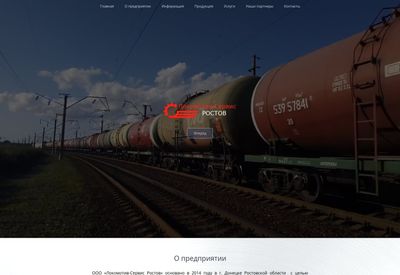 Главная О предприятии Информация Продукция Услуги Наши партнеры Контакты
Локомотив-Сервис
РОСТОВ
Вперед
539 57841
О предприятии
ООО «Локомотив-Сервис Ростов» основано в 2014 году в г. Донецке Ростовской области с целью